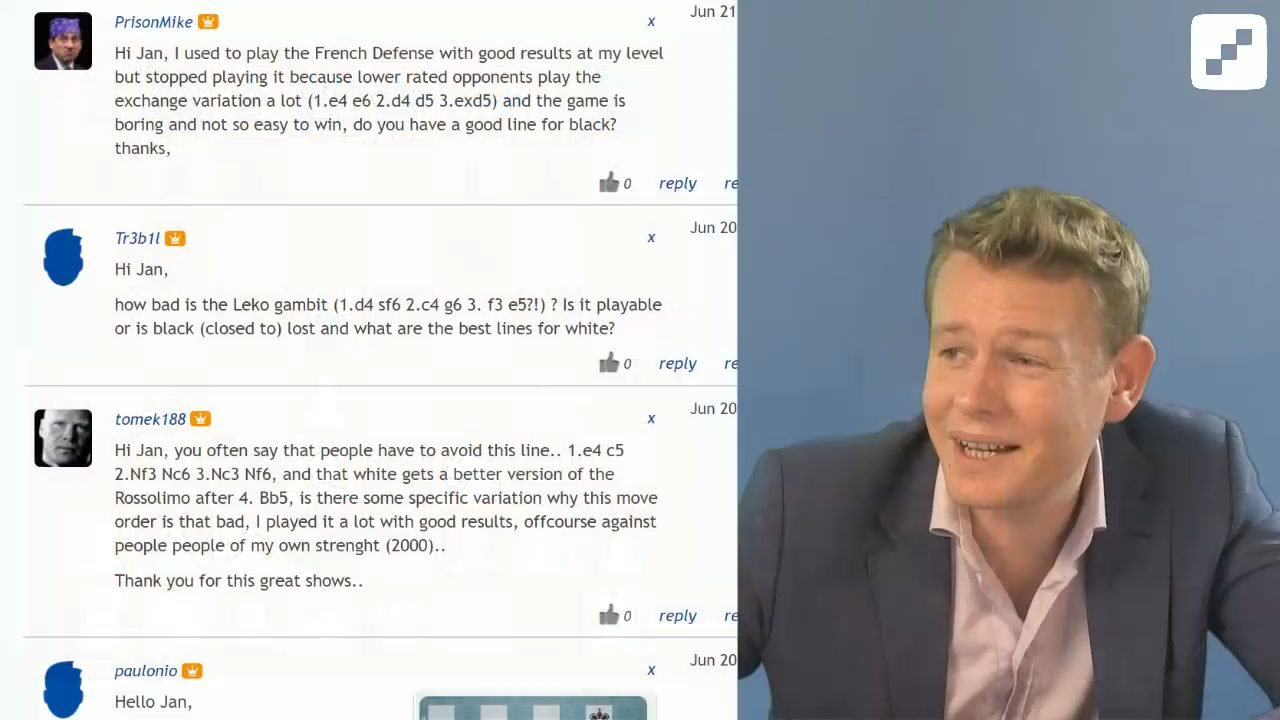 PrisonMike
x
Jun 21
Hi Jan, I used to play the French Defense with good results at my level
but stopped playing it because lower rated opponents play the
exchange variation a lot (1.e4 e6 2.d4 d5 3.exd5) and the game is
boring and not so easy to win, do you have a good line for black?
thanks,
0
reply
re
Tr3b1l
x
Jun 20
Hi Jan,
how bad is the Leko gambit (1.d4 sf6 2.c4 g6 3. f3 e5?!) ? Is it playable
or is black (closed to) lost and what are the best lines for white?
0
reply
re
tomek188
x
Jun 20
Hi Jan, you often say that people have to avoid this line.. 1.e4 c5
2.Nf3 Nc6 3.Nc3 Nf6, and that white gets a better version of the
Rossolimo after 4. Bb5, is there some specific variation why this move
order is that bad, I played it a lot with good results, offcourse against
people people of my own strenght (2000)..
Thank you for this great shows..
0
reply
re
paulonio
x
Jun 20
Hello Jan,